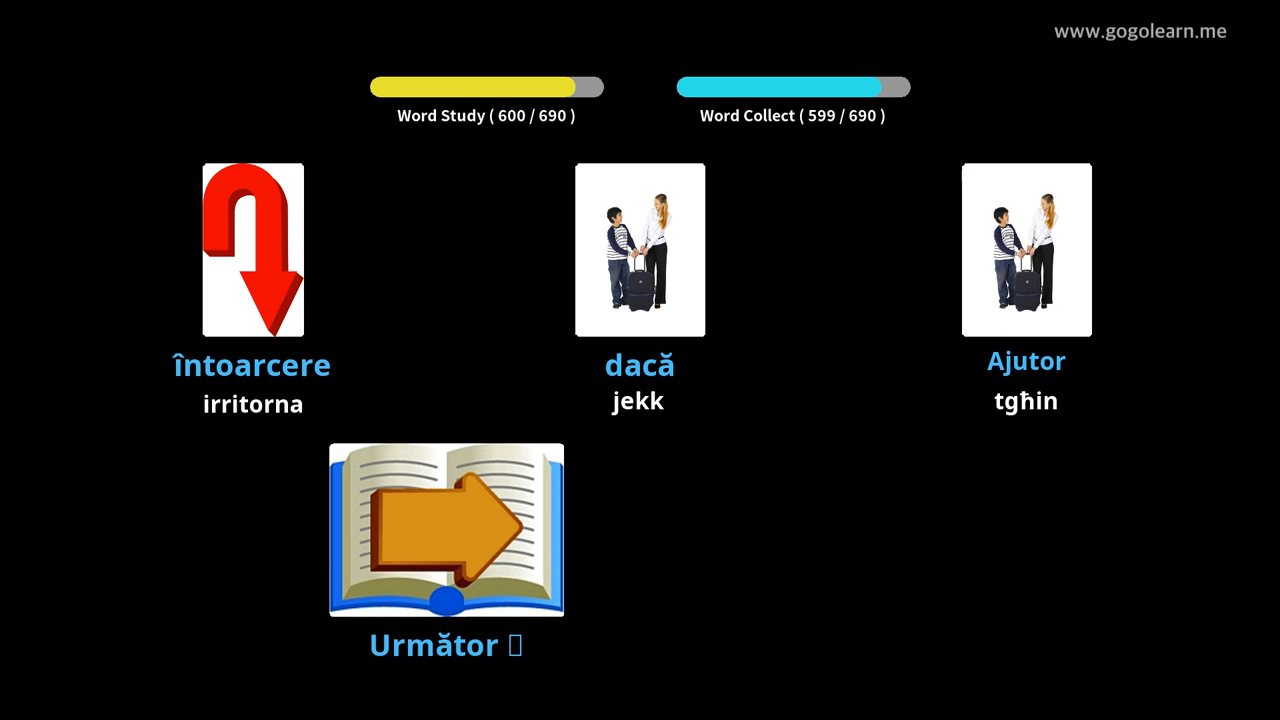 www.gogolearn.me
Word Study ( 600 / 690 )
Word Collect ( 599 / 690 )
întoarcere
irritorna
dacă
jekk
Ajutor
tgħin
Următor